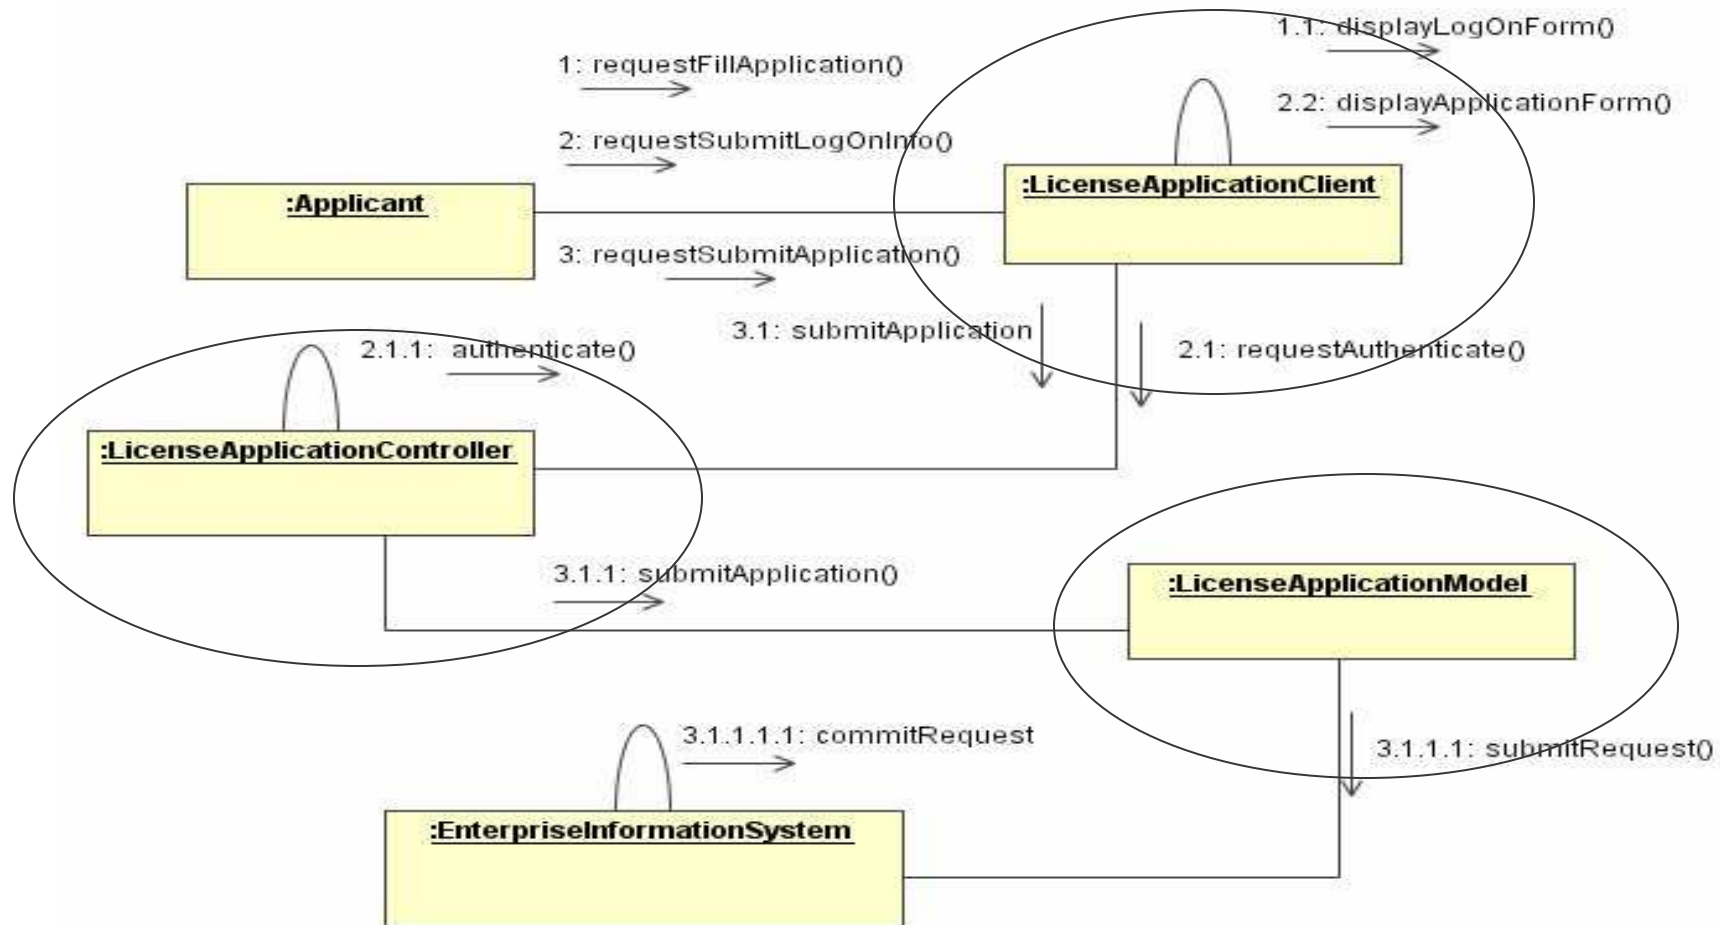 1.1: displayLogOnForm()
1: requestFillApplication()
2.2: displayApplicationForm()
2: requestSubmitLogOnInfo()
:LicenseApplicationClient
:Applicant
3: requestSubmitApplication()
3.1: submitApplication
2.1: requestAuthenticate()
2.1.1: authenticate()
:LicenseApplicationController
3.1.1: submitApplication()
:LicenseApplicationModel
3.1.1.1.1: commitRequest
3.1.1.1: submitRequest()
:EnterpriseInformationSystem